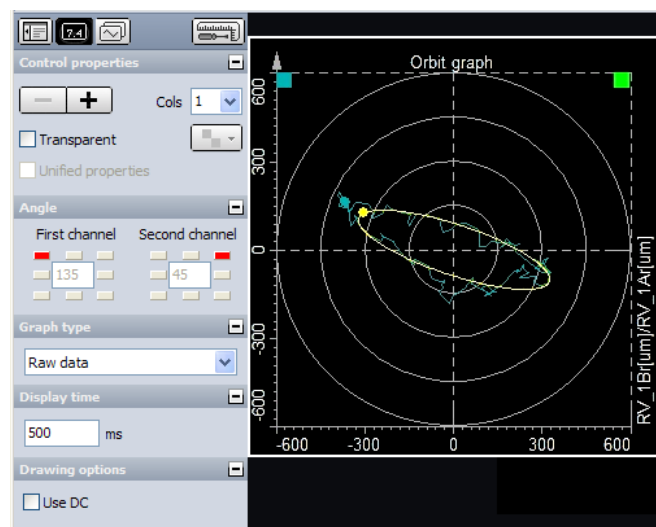 7.4
Control properties
Cols 1
Transparent
Unified properties
Angle
First channel Second channel
135 45
Graph type
Raw data
Display time
500 ms
Drawing options
Use DC
Orbit graph
600
300
0
-300
-600
-600 -300 0 300 600
RV_1Br[um]/RV_1Ar[um]